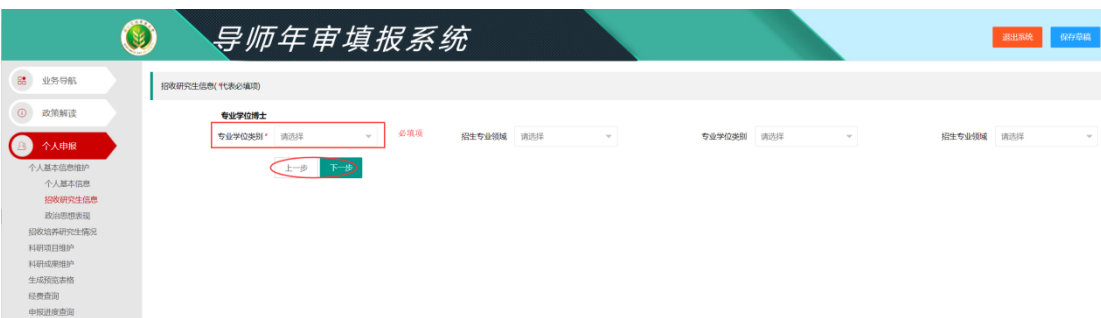 导师年审填报系统
退出系统 保存草稿
业务导航
政策解读
个人申报
个人基本信息维护
个人基本信息
招收研究生信息
政治思想表现
招收培养研究生情况
科研项目维护
科研成果维护
生成预览表格
经费查询
申报进度查询
招收研究生信息(*代表必填项)
专业学位博士
专业学位类别* 请选择 必填项 招生专业领域 请选择 专业学位类别 请选择 招生专业领域 请选择
上一步 下一步